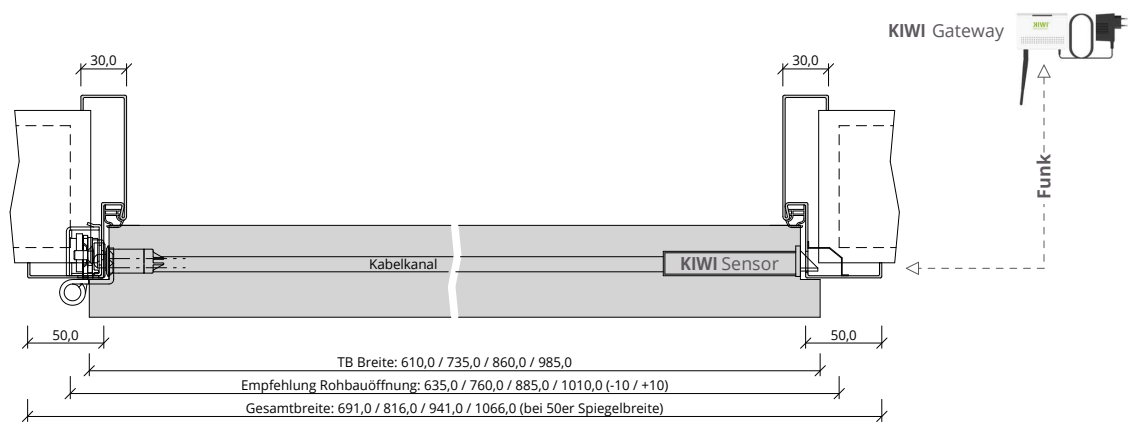 KIWI Gateway
KIWI
30,0
30,0
Funk
Kabelkanal
KIWI Sensor
50,0
50,0
TB Breite: 610,0 / 735,0 / 860,0 / 985,0
Empfehlung Rohbauöffnung: 635,0 / 760,0 / 885,0 / 1010,0 (-10 / +10)
Gesamtbreite: 691,0 / 816,0 / 941,0 / 1066,0 (bei 50er Spiegelbreite)